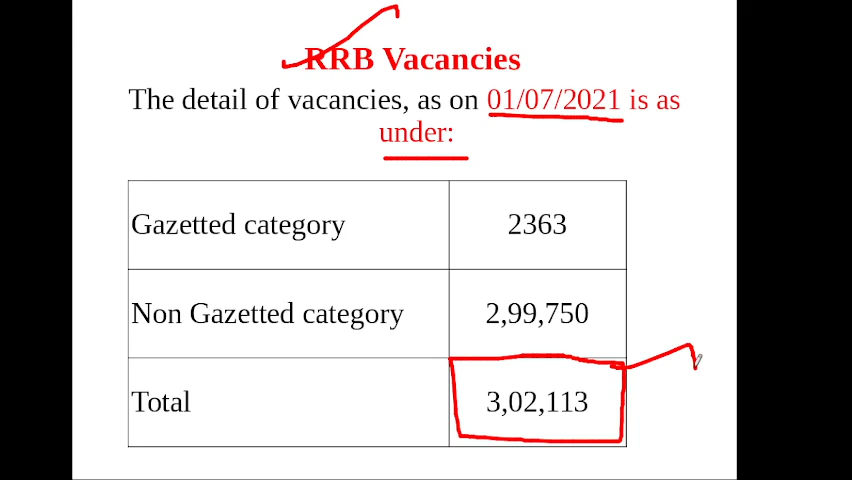 RRB Vacancies
The detail of vacancies, as on 01/07/2021 is as
under:
Gazetted category 2363
Non Gazetted category 2,99,750
Total 3,02,113